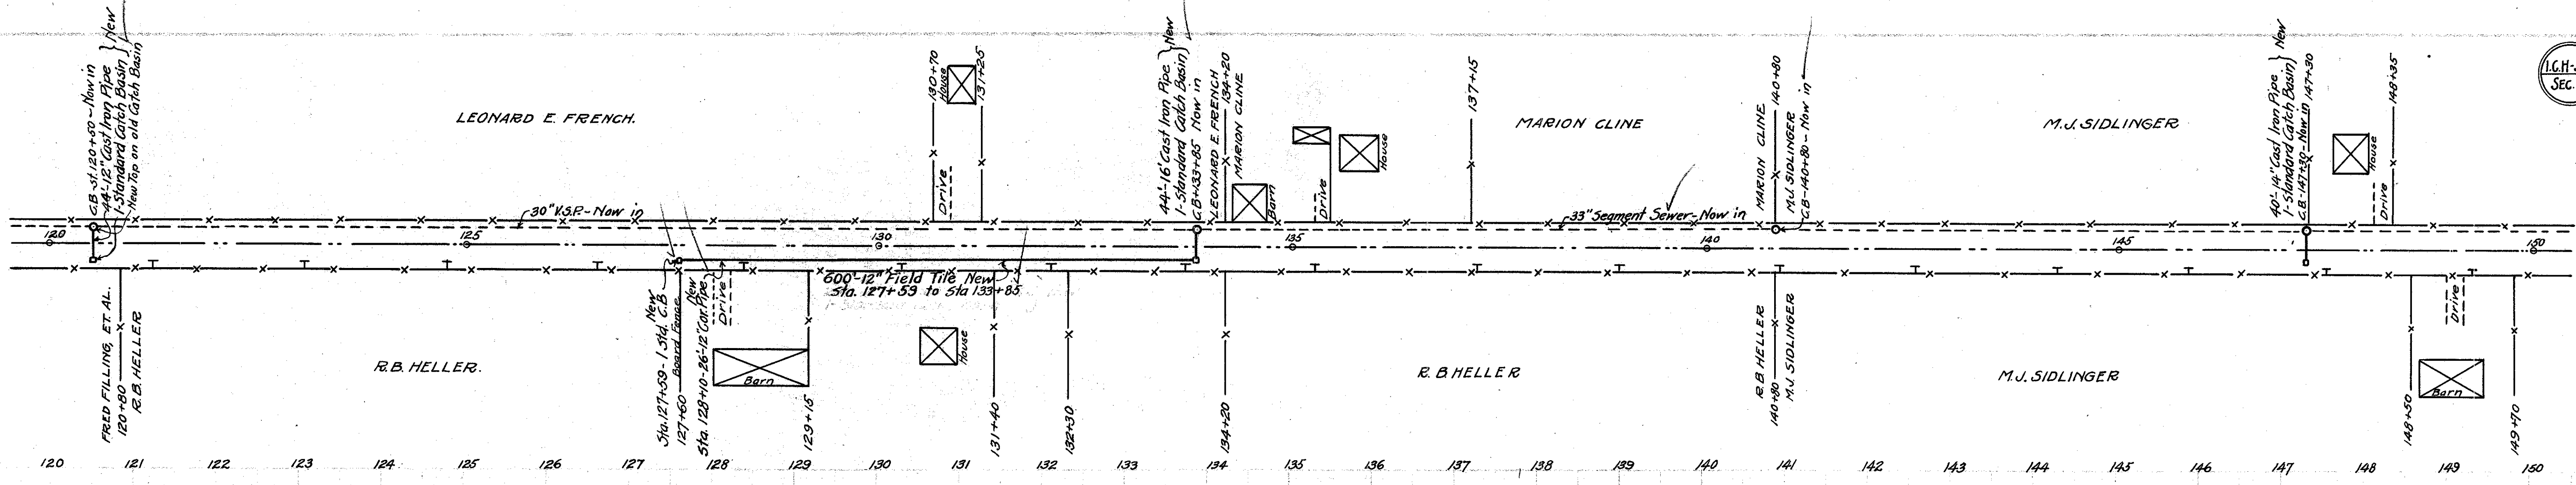 C.B.-st. 120+50-Now in
44'-12" Cast Iron Pipe } New
1-Standard Catch Basin
New Top on old Catch Basin
LEONARD E. FRENCH.
130+70
House
131+25
Drive
44'-16" Cast Iron Pipe } New
1-Standard Catch Basin
C.B.+133+85 Now in
LEONARD E. FRENCH
134+20
MARION CLINE
Barn
Drive
House
137+15
MARION CLINE
MARION CLINE
140+80
M.J. SIDLINGER
C.B.-140+80-Now in
M.J. SIDLINGER
40'-14" Cast Iron Pipe } New
1-Standard Catch Basin
C.B.-147+30-Now in
147+30
House
Drive
148+35
I.C.H.
SEC.
30" V.S.P.-Now in
33" Segment Sewer-Now in
120
125
130
135
140
145
150
600'-12" Field Tile New
Sta. 127+59 to Sta 133+85
FRED FILLING, ET. AL.
120+80
R.B. HELLER
R.B. HELLER.
New
Sta. 127+59-1 Std. C.B.
127+60
Board Fence
New
Sta. 128+10-26'-12" Cor. Pipe
Drive
Barn
129+15
House
131+40
132+30
134+20
R.B HELLER
R.B. HELLER
140+80
M.J. SIDLINGER
M.J. SIDLINGER
148+50
Drive
Barn
149+70
120 121 122 123 124 125 126 127 128 129 130 131 132 133 134 135 136 137 138 139 140 141 142 143 144 145 146 147 148 149 150